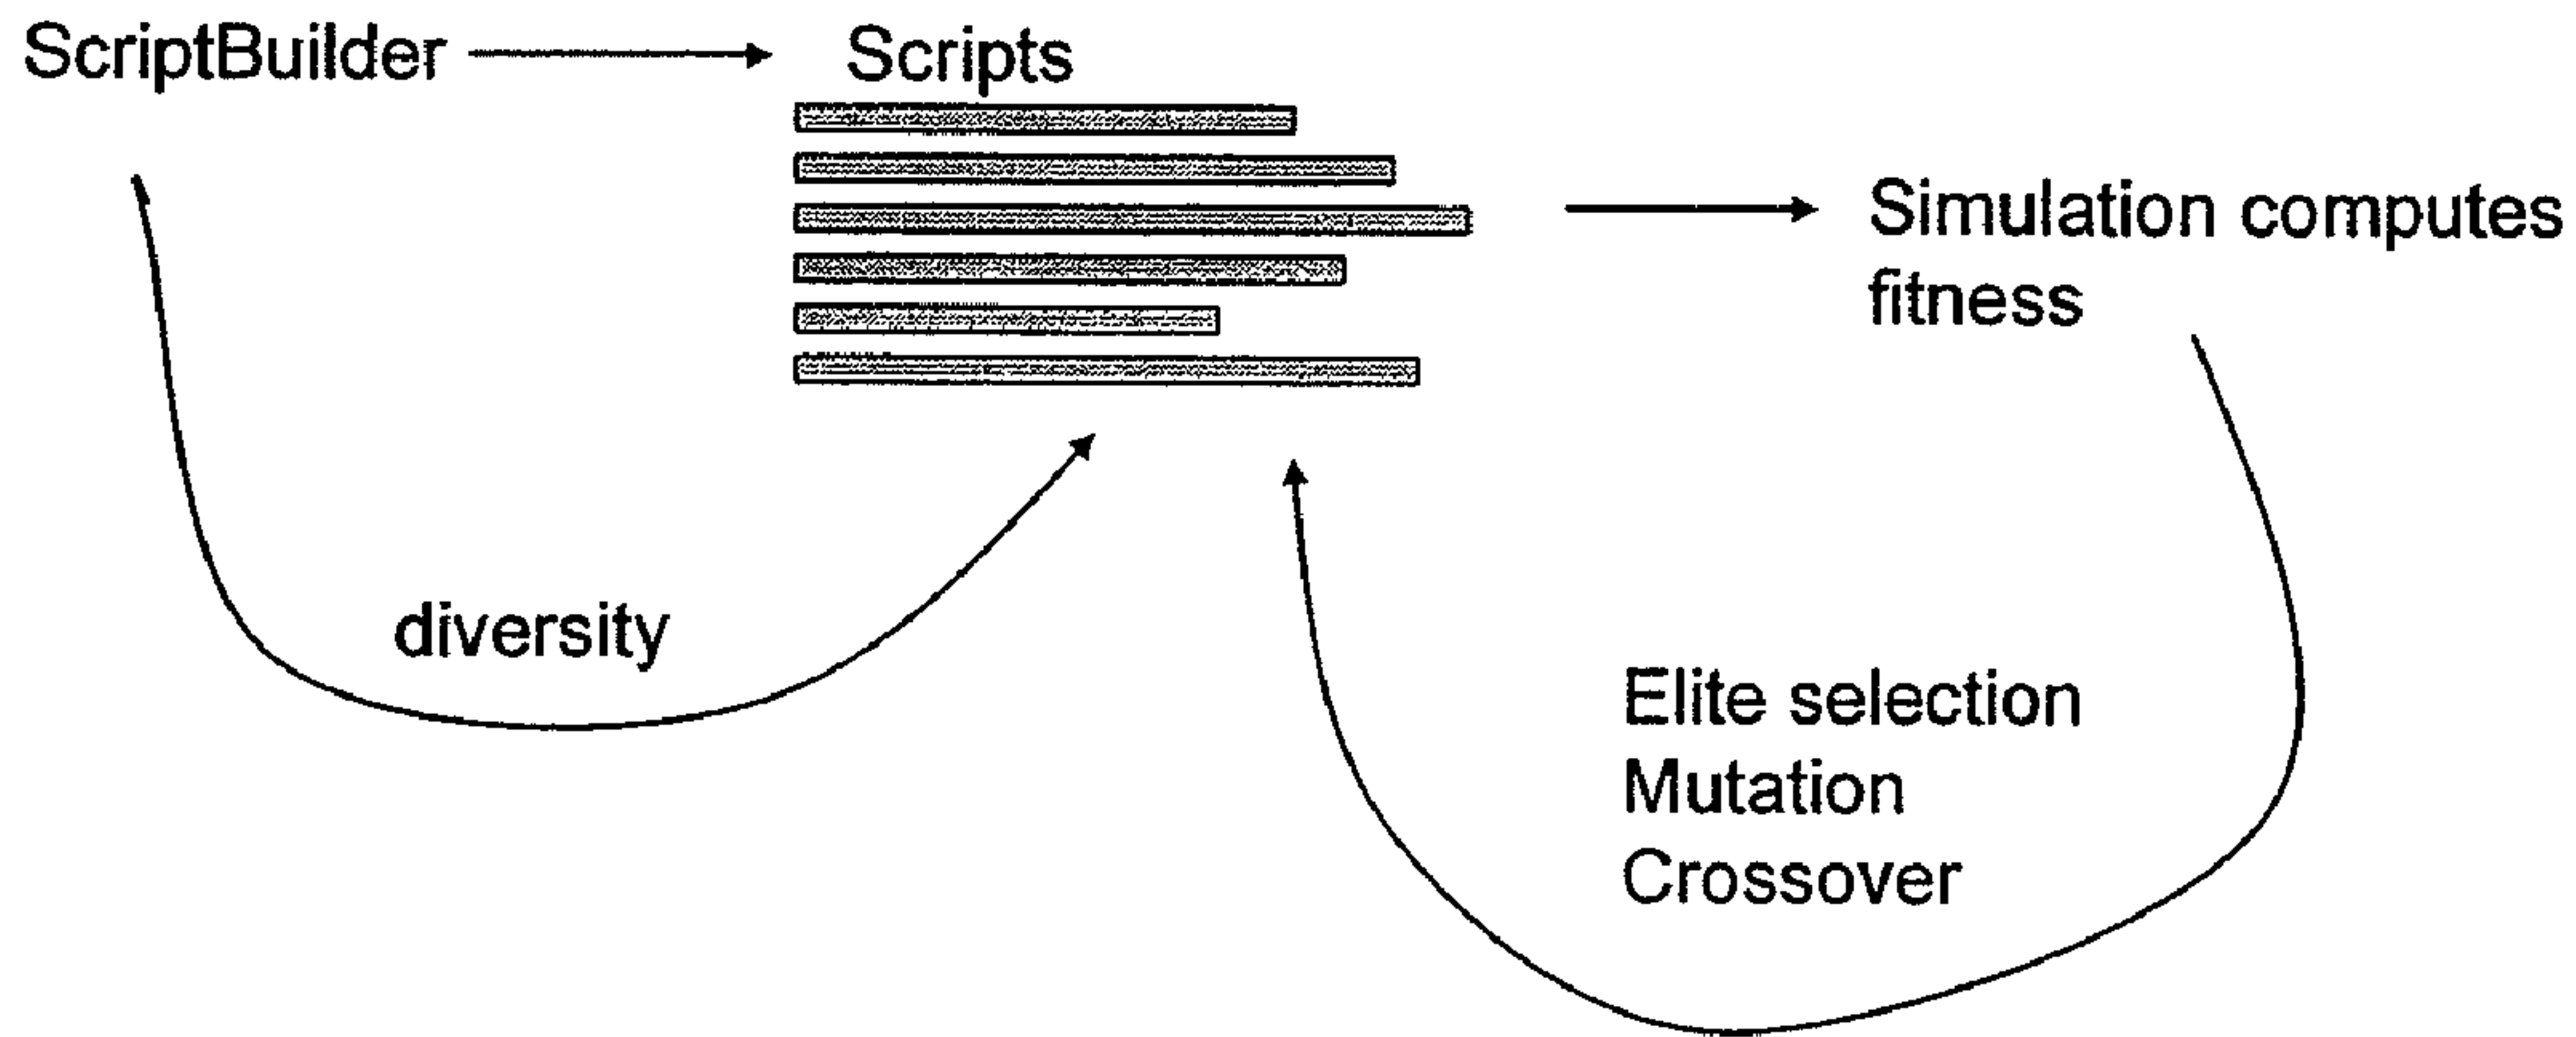 ScriptBuilder
Scripts
Simulation computes
fitness
diversity
Elite selection
Mutation
Crossover